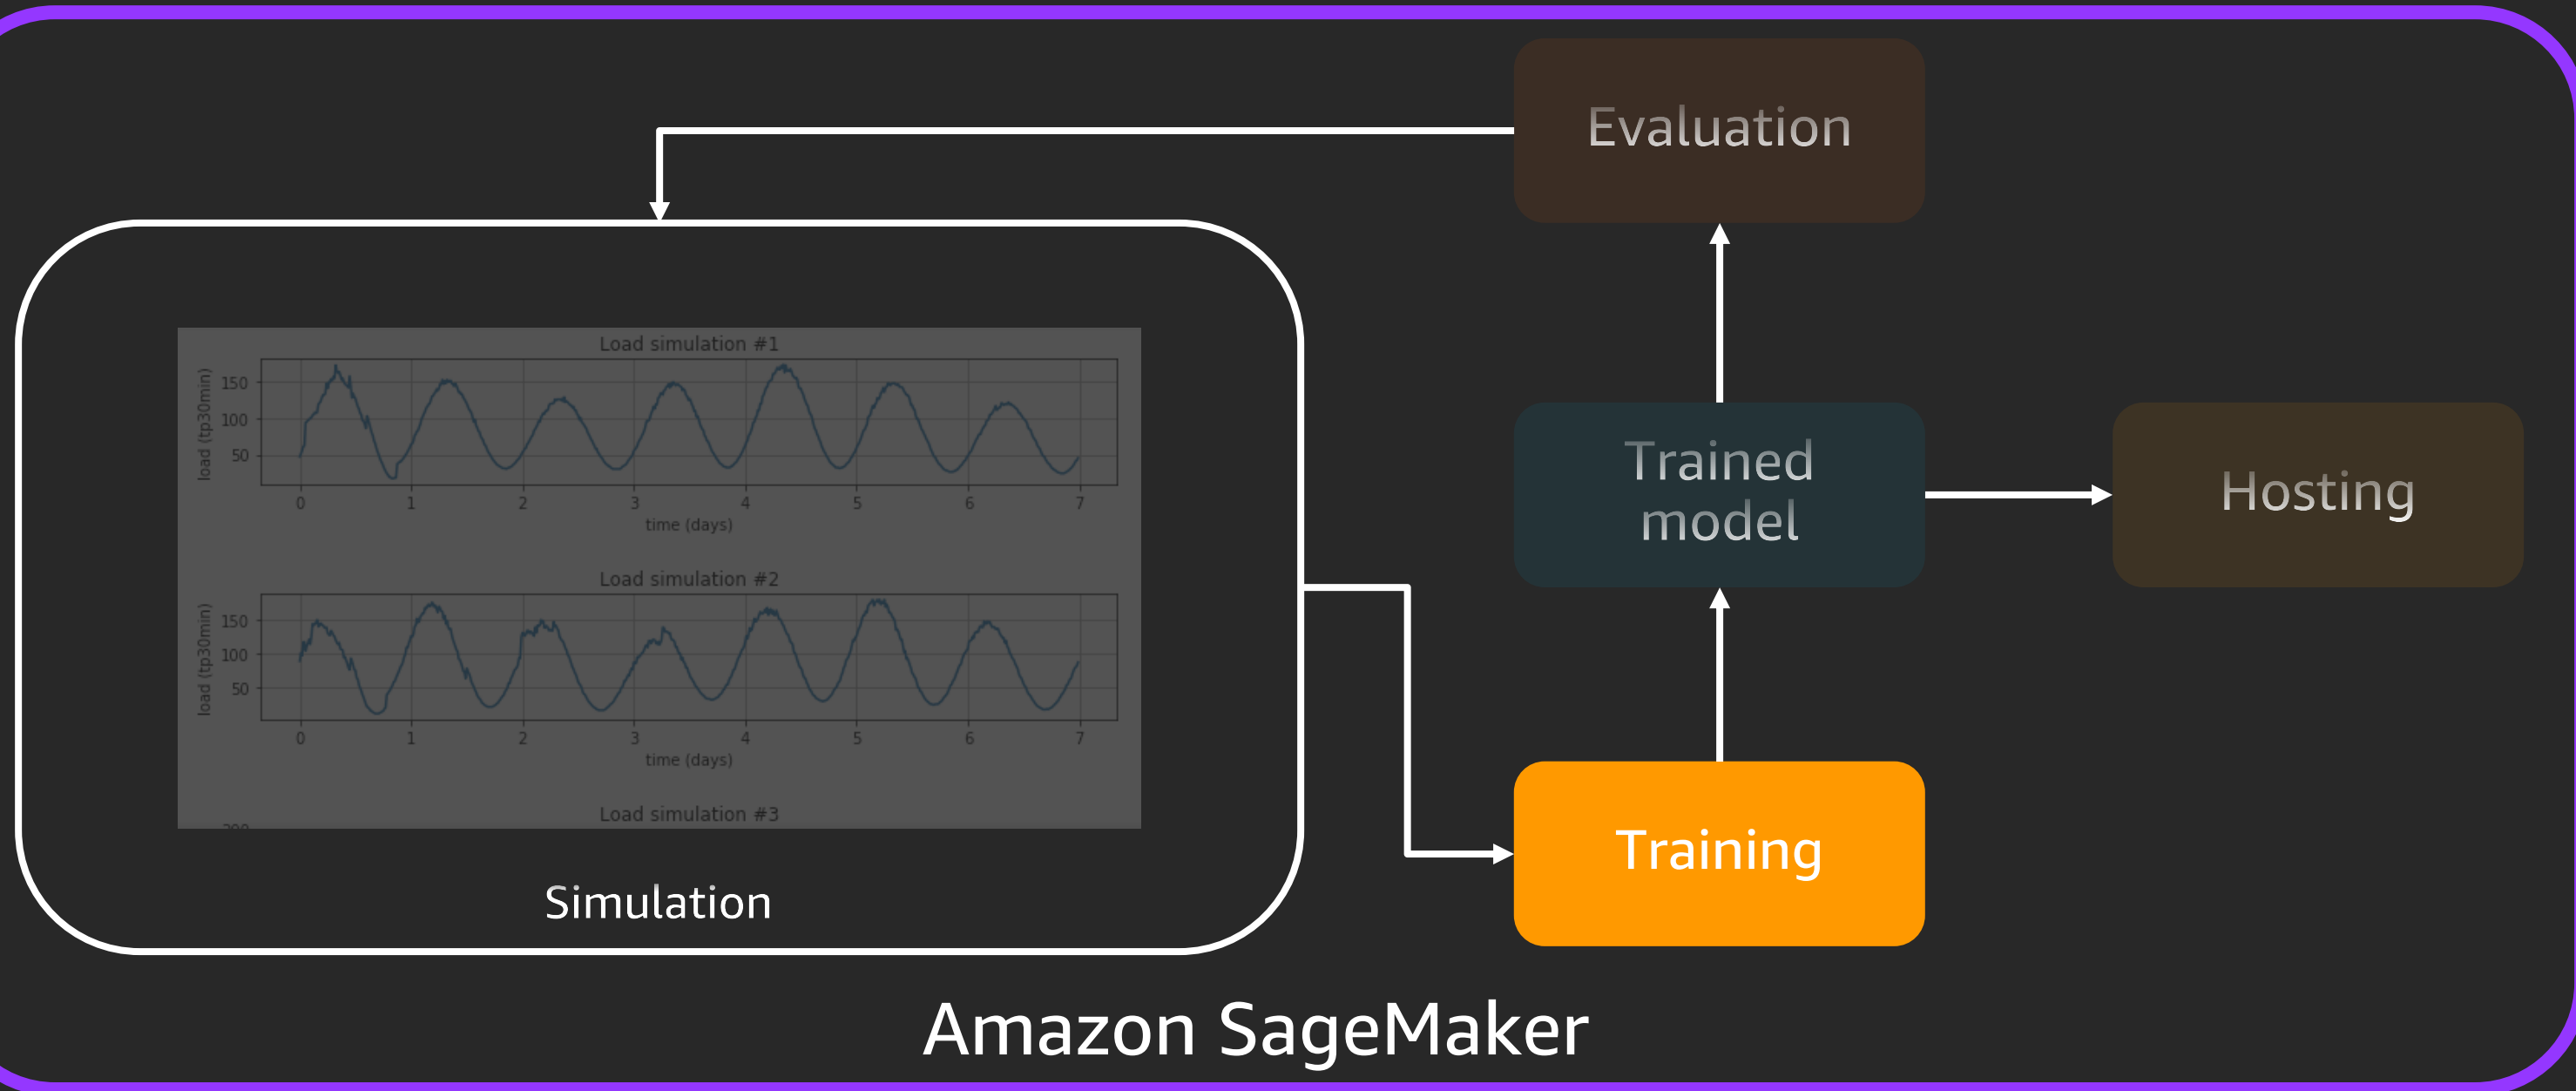 Evaluation
Load simulation #1
load (tp30min)
150
100
50
0 1 2 3 4 5 6 7
time (days)
Load simulation #2
load (tp30min)
150
100
50
0 1 2 3 4 5 6 7
time (days)
Load simulation #3
Simulation
Trained
model
Hosting
Training
Amazon SageMaker